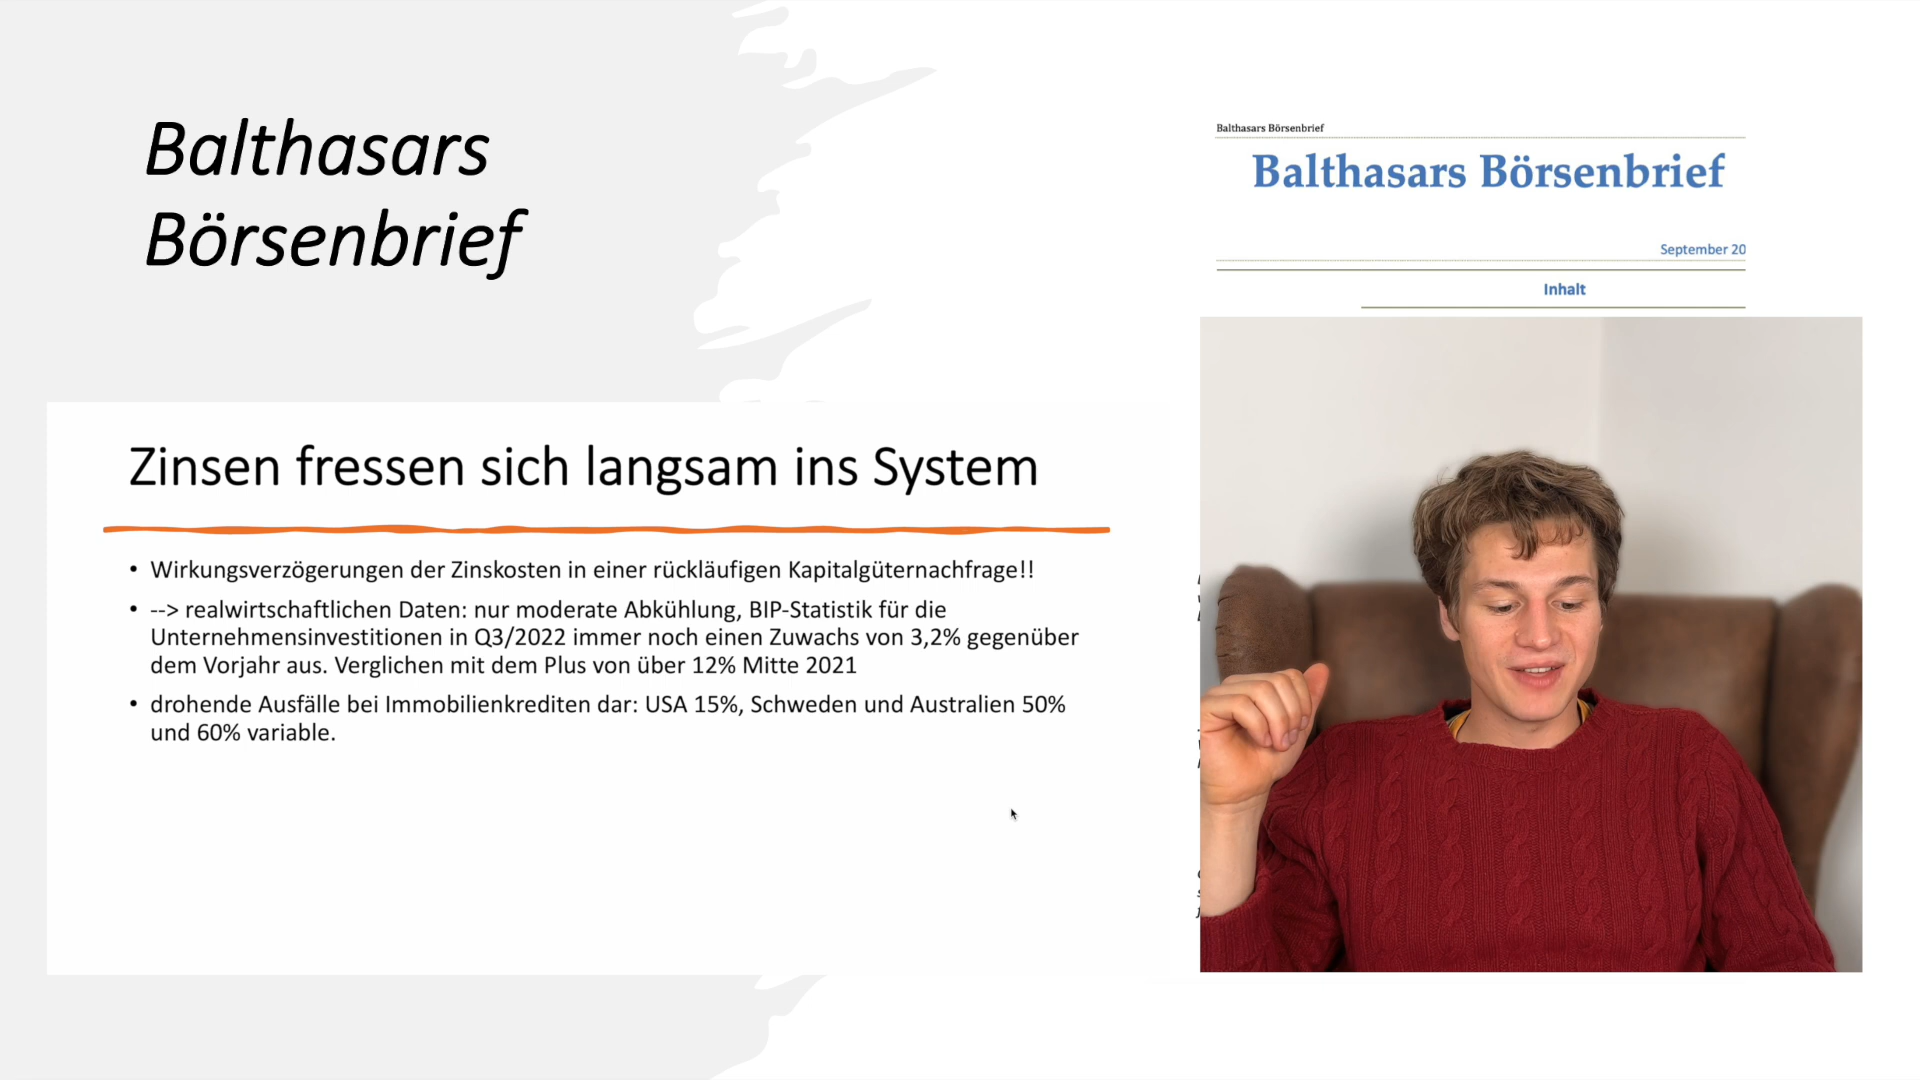 Balthasars
Börsenbrief
Zinsen fressen sich langsam ins System
• Wirkungsverzögerungen der Zinskosten in einer rückläufigen Kapitalgüternachfrage!!
• --> realwirtschaftlichen Daten: nur moderate Abkühlung, BIP-Statistik für die
Unternehmensinvestitionen in Q3/2022 immer noch einen Zuwachs von 3,2% gegenüber
dem Vorjahr aus. Verglichen mit dem Plus von über 12% Mitte 2021
• drohende Ausfälle bei Immobilienkrediten dar: USA 15%, Schweden und Australien 50%
und 60% variable.
Balthasars Börsenbrief
Balthasars Börsenbrief
September 20
Inhalt